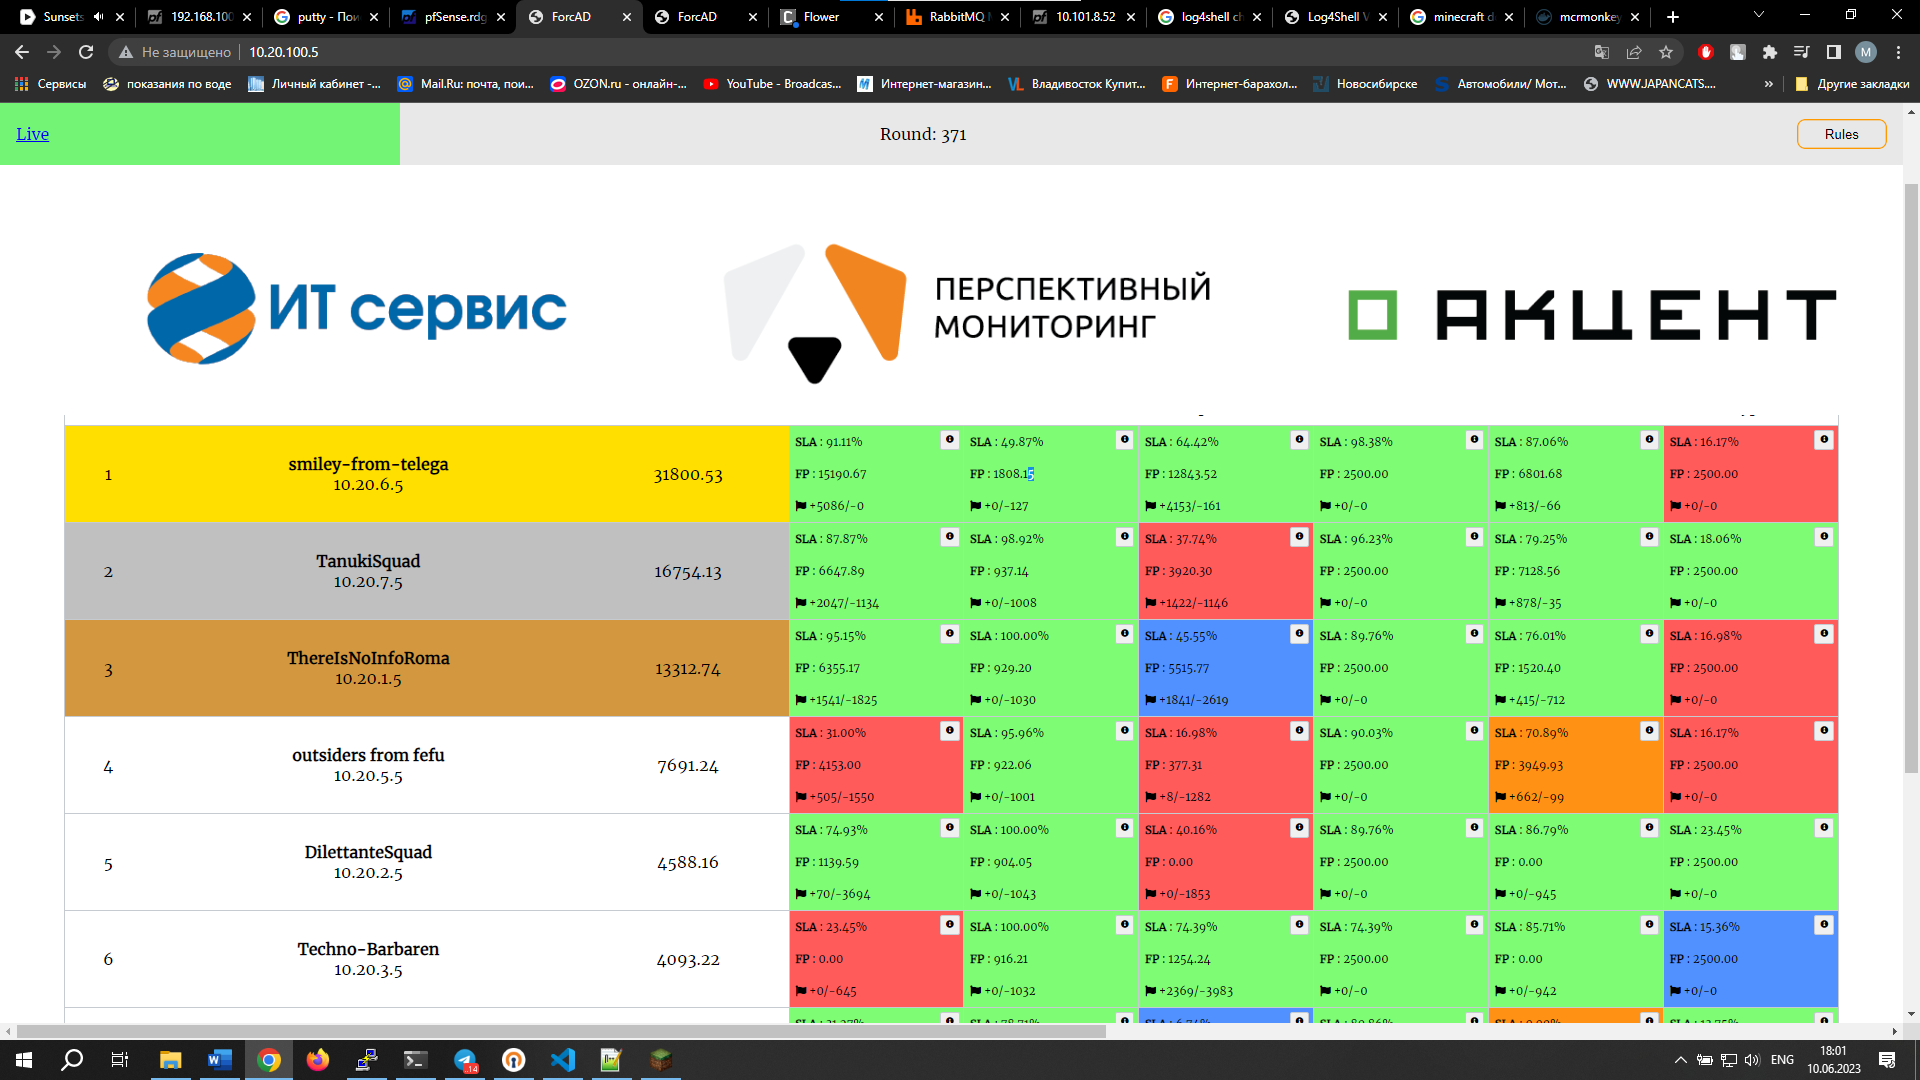 Sunsets
192.168.100
putty - Пои
pfSense.rdg
ForcAD
ForcAD
Flower
RabbitMQ M
10.101.8.52
log4shell ch
Log4Shell V
minecraft d
mcrmonkey
Не защищено
10.20.100.5
Сервисы
показания по воде
Личный кабинет -...
Mail.Ru: почта, пои...
OZON.ru - онлайн-...
YouTube - Broadcas...
Интернет-магазин...
Владивосток Купит...
Интернет-барахол...
Новосибирске
Автомобили/ Мот...
WWW.JAPANCATS....
»
Другие закладки
Live
Round: 371
Rules
ИТ сервис
ПЕРСПЕКТИВНЫЙ
МОНИТОРИНГ
АКЦЕНТ
1
smiley-from-telega
10.20.6.5
31800.53
SLA : 91.11%
FP : 15190.67
+5086/-0
SLA : 49.87%
FP : 1808.15
+0/-127
SLA : 64.42%
FP : 12843.52
+4153/-161
SLA : 98.38%
FP : 2500.00
+0/-0
SLA : 87.06%
FP : 6801.68
+813/-66
SLA : 16.17%
FP : 2500.00
+0/-0
2
TanukiSquad
10.20.7.5
16754.13
SLA : 87.87%
FP : 6647.89
+2047/-1134
SLA : 98.92%
FP : 937.14
+0/-1008
SLA : 37.74%
FP : 3920.30
+1422/-1146
SLA : 96.23%
FP : 2500.00
+0/-0
SLA : 79.25%
FP : 7128.56
+878/-35
SLA : 18.06%
FP : 2500.00
+0/-0
3
ThereIsNoInfoRoma
10.20.1.5
13312.74
SLA : 95.15%
FP : 6355.17
+1541/-1825
SLA : 100.00%
FP : 929.20
+0/-1030
SLA : 45.55%
FP : 5515.77
+1841/-2619
SLA : 89.76%
FP : 2500.00
+0/-0
SLA : 76.01%
FP : 1520.40
+415/-712
SLA : 16.98%
FP : 2500.00
+0/-0
4
outsiders from fefu
10.20.5.5
7691.24
SLA : 31.00%
FP : 4153.00
+505/-1550
SLA : 95.96%
FP : 922.06
+0/-1001
SLA : 16.98%
FP : 377.31
+8/-1282
SLA : 90.03%
FP : 2500.00
+0/-0
SLA : 70.89%
FP : 3949.93
+662/-99
SLA : 16.17%
FP : 2500.00
+0/-0
5
DilettanteSquad
10.20.2.5
4588.16
SLA : 74.93%
FP : 1139.59
+70/-3694
SLA : 100.00%
FP : 904.05
+0/-1043
SLA : 40.16%
FP : 0.00
+0/-1853
SLA : 89.76%
FP : 2500.00
+0/-0
SLA : 86.79%
FP : 0.00
+0/-945
SLA : 23.45%
FP : 2500.00
+0/-0
6
Techno-Barbaren
10.20.3.5
4093.22
SLA : 23.45%
FP : 0.00
+0/-645
SLA : 100.00%
FP : 916.21
+0/-1032
SLA : 74.39%
FP : 1254.24
+2369/-3983
SLA : 74.39%
FP : 2500.00
+0/-0
SLA : 85.71%
FP : 0.00
+0/-942
SLA : 15.36%
FP : 2500.00
+0/-0
ENG
18:01
10.06.2023